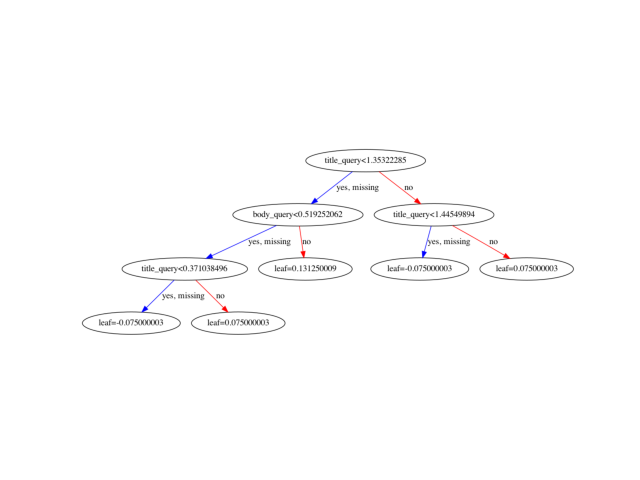 title_query<1.35322285
yes, missing
no
body_query<0.519252062
title_query<1.44549894
yes, missing
no
yes, missing
no
title_query<0.371038496
leaf=0.131250009
leaf=-0.075000003
leaf=0.075000003
yes, missing
no
leaf=-0.075000003
leaf=0.075000003